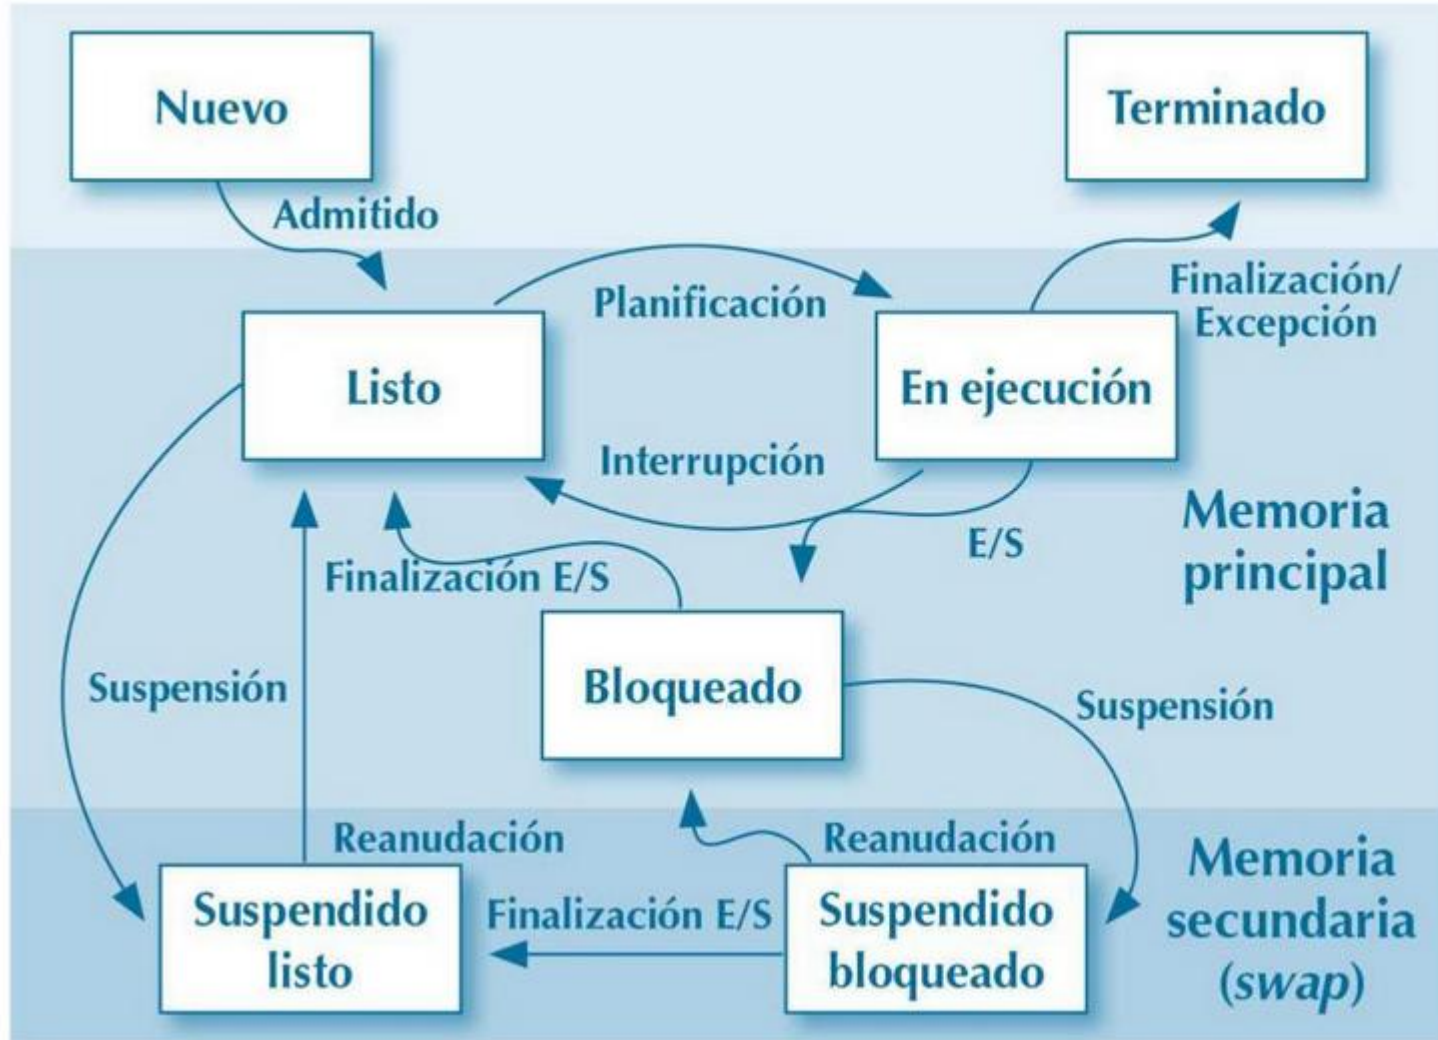 Nuevo
Terminado
Admitido
Finalización/
Excepción
Planificación
Listo
En ejecución
Interrupción
E/S
Memoria
principal
Finalización E/S
Bloqueado
Suspensión
Suspensión
Reanudación
Reanudación
Memoria
secundaria
(swap)
Suspendido
listo
Finalización E/S
Suspendido
bloqueado